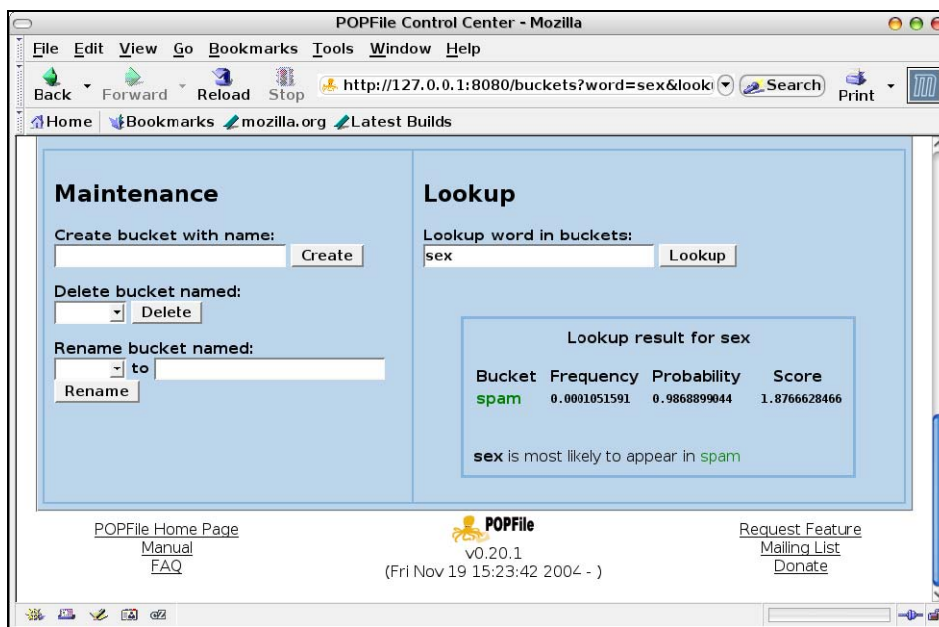 POPFile Control Center - Mozilla
File Edit View Go Bookmarks Tools Window Help
Back Forward Reload Stop http://127.0.0.1:8080/buckets?word=sex&look Search Print
Home Bookmarks mozilla.org Latest Builds
Maintenance
Create bucket with name:
Create
Delete bucket named:
Delete
Rename bucket named:
to
Rename
Lookup
Lookup word in buckets:
sex Lookup
Lookup result for sex
Bucket Frequency Probability Score
spam 0.0001051591 0.9868899044 1.8766628466
sex is most likely to appear in spam
POPFile Home Page
Manual
FAQ
POPFile
v0.20.1
(Fri Nov 19 15:23:42 2004 - )
Request Feature
Mailing List
Donate